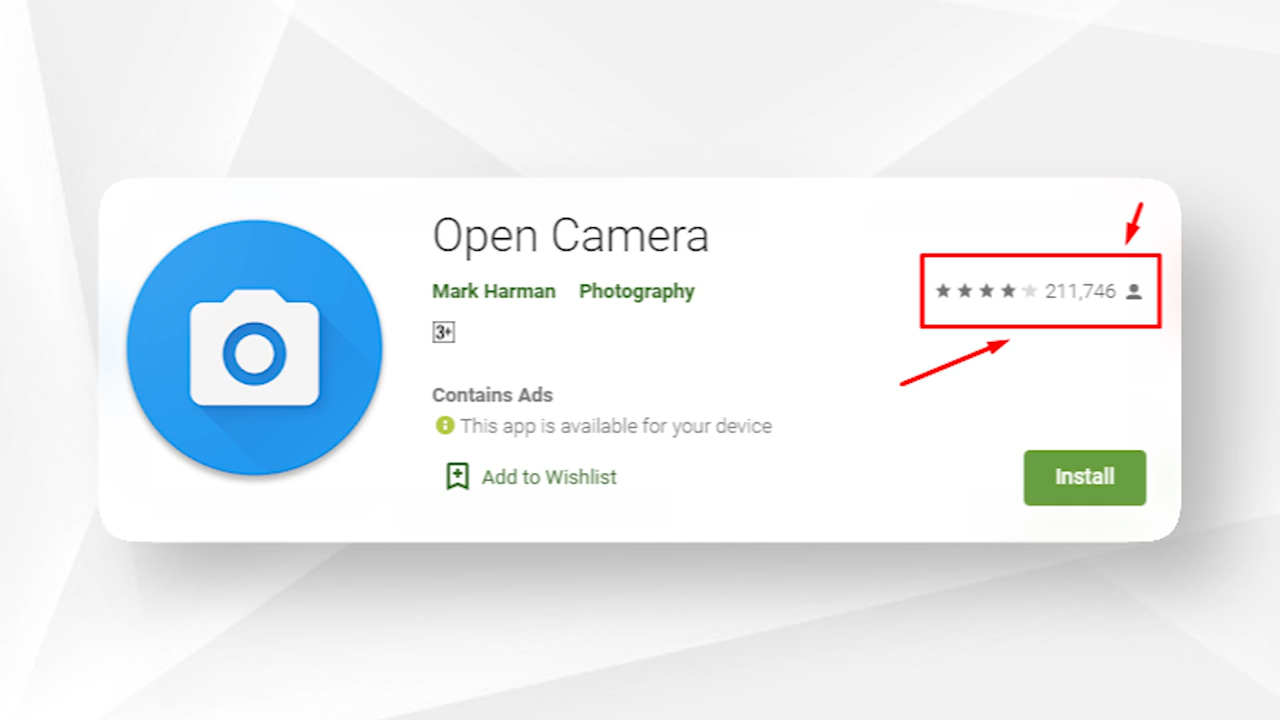 Open Camera
Mark Harman Photography
211,746
3+
Contains Ads
This app is available for your device
Add to Wishlist
Install